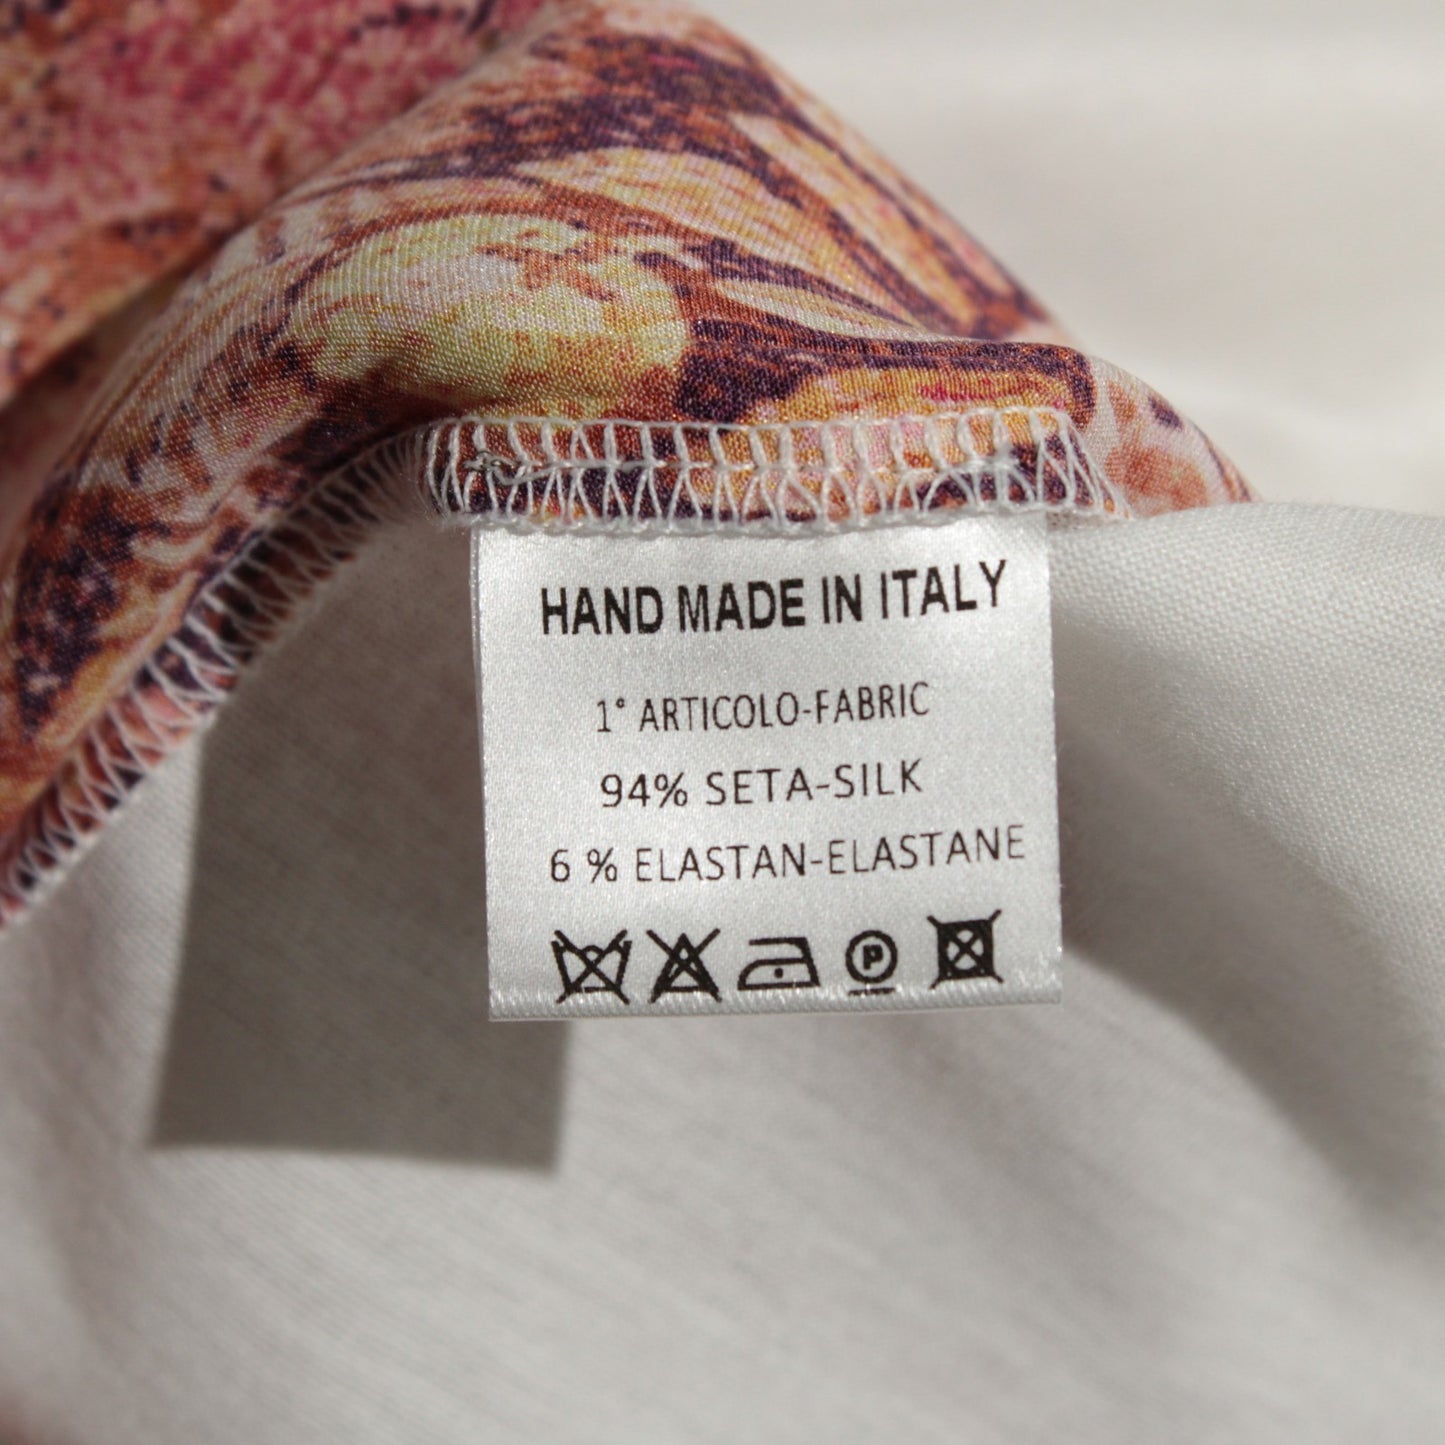 HAND MADE IN ITALY
1° ARTICOLO-FABRIC
94% SETA-SILK
6 % ELASTAN-ELASTANE
P